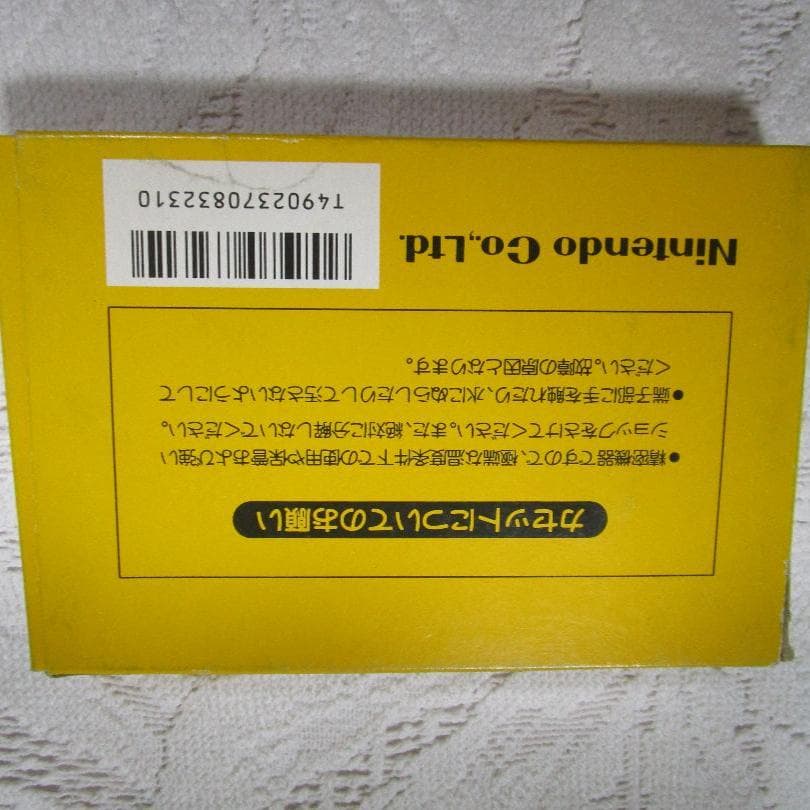 カセットについてのお願い
●精密機器ですので、極端な温度条件下での使用や保管および強い
ショックをさけてください。また、絶対に分解しないでください。
●端子部に手を触れたり、水にぬらしたりして汚さないようにして
ください。故障の原因となります。
Nintendo Co.,Ltd.
T4902370832310